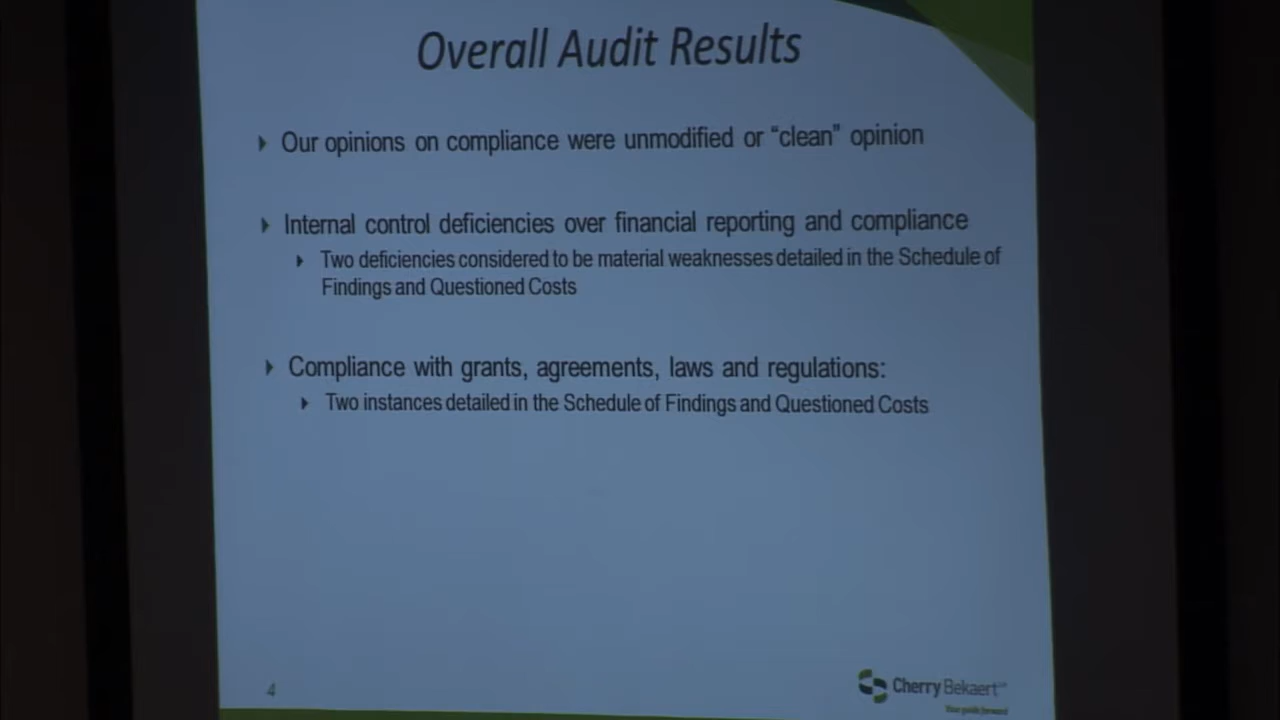 Overall Audit Results
Our opinions on compliance were unmodified or “clean” opinion
Internal control deficiencies over financial reporting and compliance
Two deficiencies considered to be material weaknesses detailed in the Schedule of
Findings and Questioned Costs
Compliance with grants, agreements, laws and regulations:
Two instances detailed in the Schedule of Findings and Questioned Costs
4
Cherry Bekaert
Your guide forward